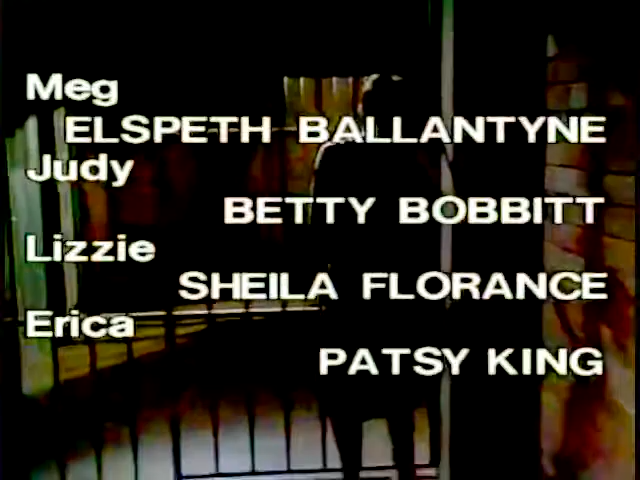 Meg
ELSPETH BALLANTYNE
Judy
BETTY BOBBITT
Lizzie
SHEILA FLORANCE
Erica
PATSY KING